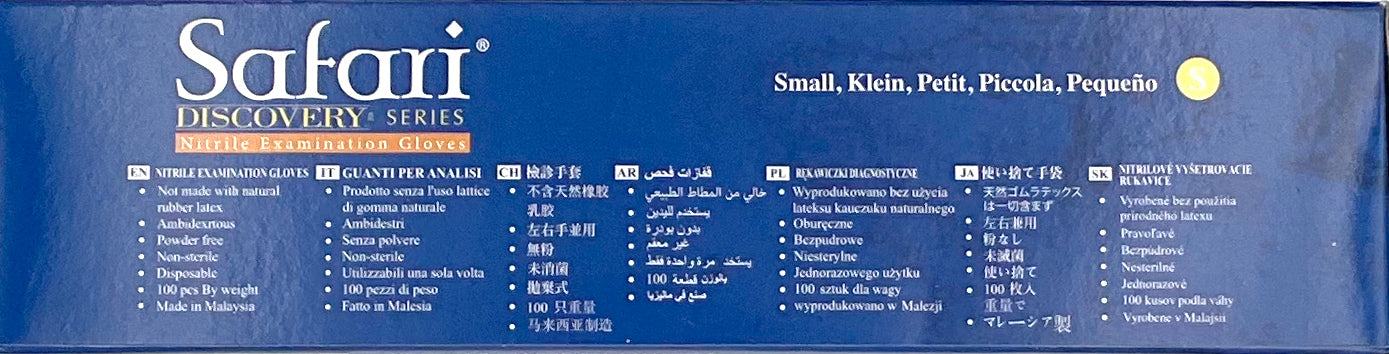 Safari®
DISCOVERY SERIES
Nitrile Examination Gloves
Small, Klein, Petit, Piccola, Pequeño S
EN NITRILE EXAMINATION GLOVES
• Not made with natural
rubber latex
• Ambidexrtous
• Powder free
• Non-sterile
• Disposable
• 100 pcs By weight
• Made in Malaysia
IT GUANTI PER ANALISI
• Prodotto senza l'uso lattice
di gomma naturale
• Ambidestri
• Senza polvere
• Non-sterile
• Utilizzabili una sola volta
• 100 pezzi di peso
• Fatto in Malesia
CH 檢診手套
• 不含天然橡胶
乳胶
• 左右手並用
• 無粉
• 未消菌
• 拋棄式
• 100 只重量
• 马来西亚制造
AR قفازات فحص
• خالي من المطاط الطبيعي
• يستخدم لليدين
• بدون بودرة
• غير معقم
• يستخد مرة واحدة فقط
• بالوزن قطعة 100
• صنع في ماليزيا
PL RĘKAWICZKI DIAGNOSTYCZNE
• Wyprodukowano bez użycia
lateksu kauczuku naturalnego
• Oburęczne
• Bezpudrowe
• Niesterylne
• Jednorazowego użytku
• 100 sztuk dla wagy
• wyprodukowano w Malezji
JA 使い捨て手袋
• 天然ゴムラテックス
は一切含まず
• 左右兼用
• 粉なし
• 未滅菌
• 使い捨て
• 100 枚入
重量で
• マレーシア製
SK NITRILOVÉ VYŠETROVACIE
RUKAVICE
• Vyrobené bez použitia
prírodného latexu
• Pravoľavé
• Bezpúdrové
• Nesterilné
• Jednorazové
• 100 kusov podla váhy
• Vyrobene v Malajsii